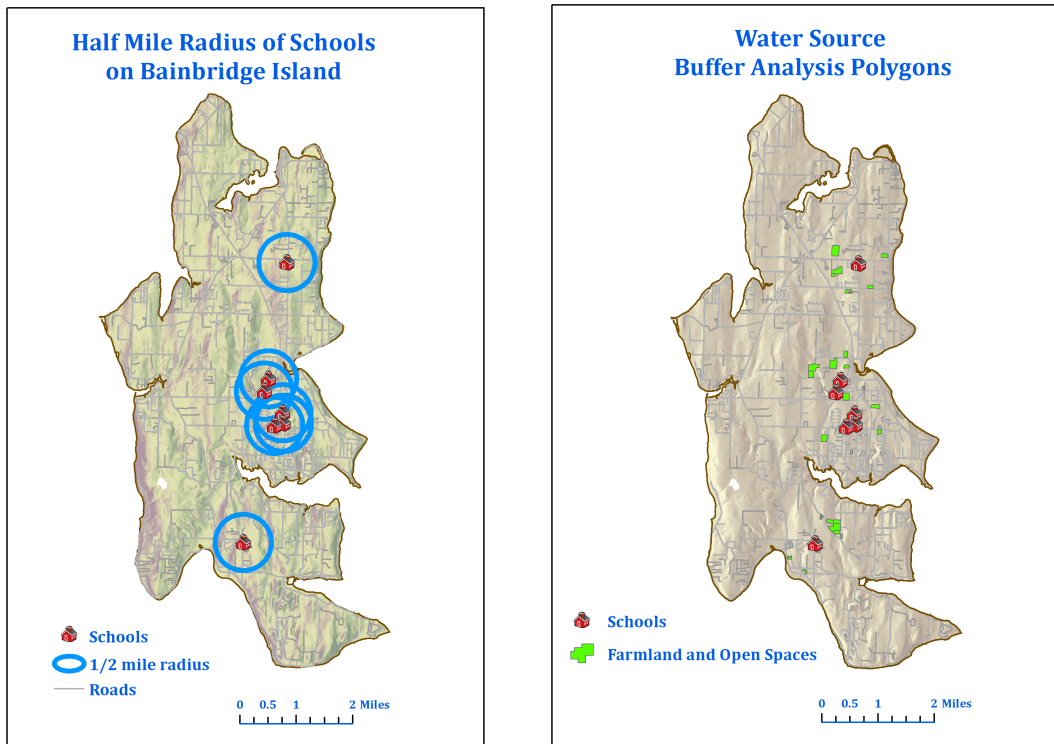 Half Mile Radius of Schools
on Bainbridge Island
Schools
1/2 mile radius
Roads
0 0.5 1 2 Miles
Water Source
Buffer Analysis Polygons
Schools
Farmland and Open Spaces
0 0.5 1 2 Miles